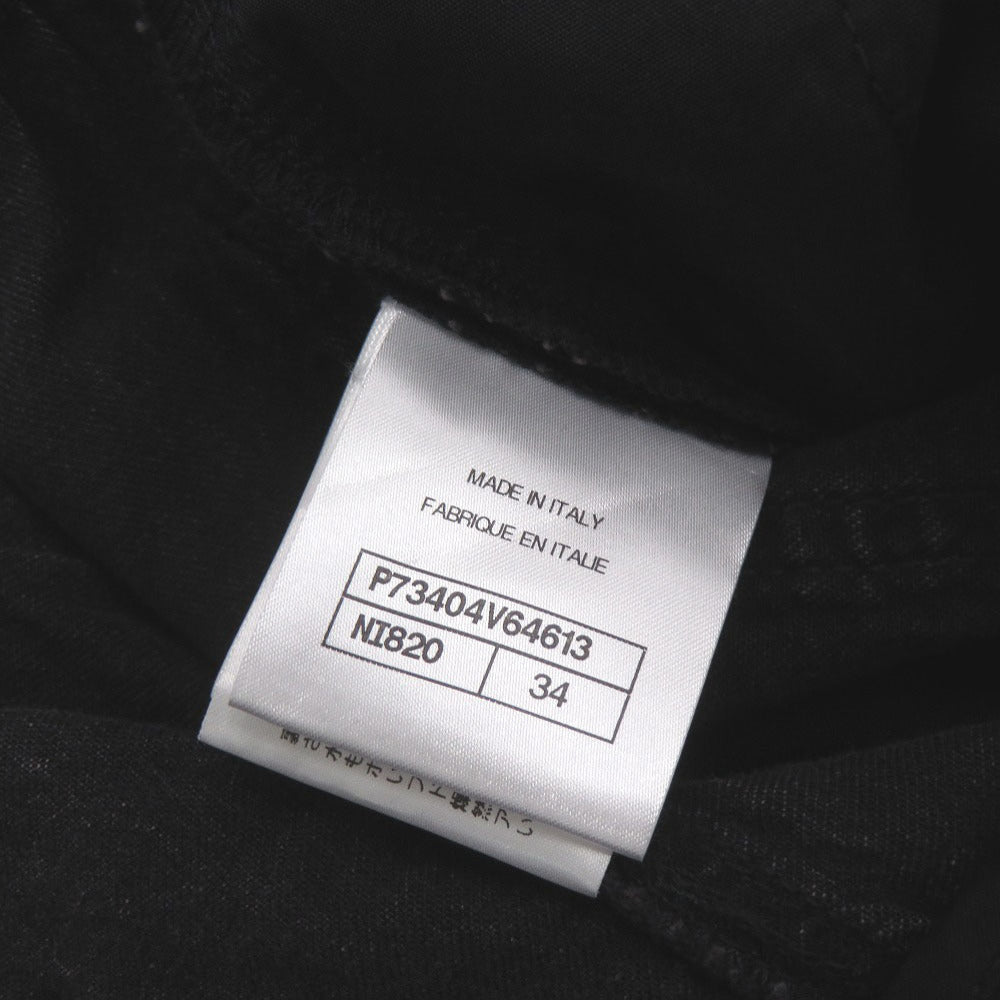 MADE IN ITALY
FABRIQUE EN ITALIE
P73404V64613
NI820
34